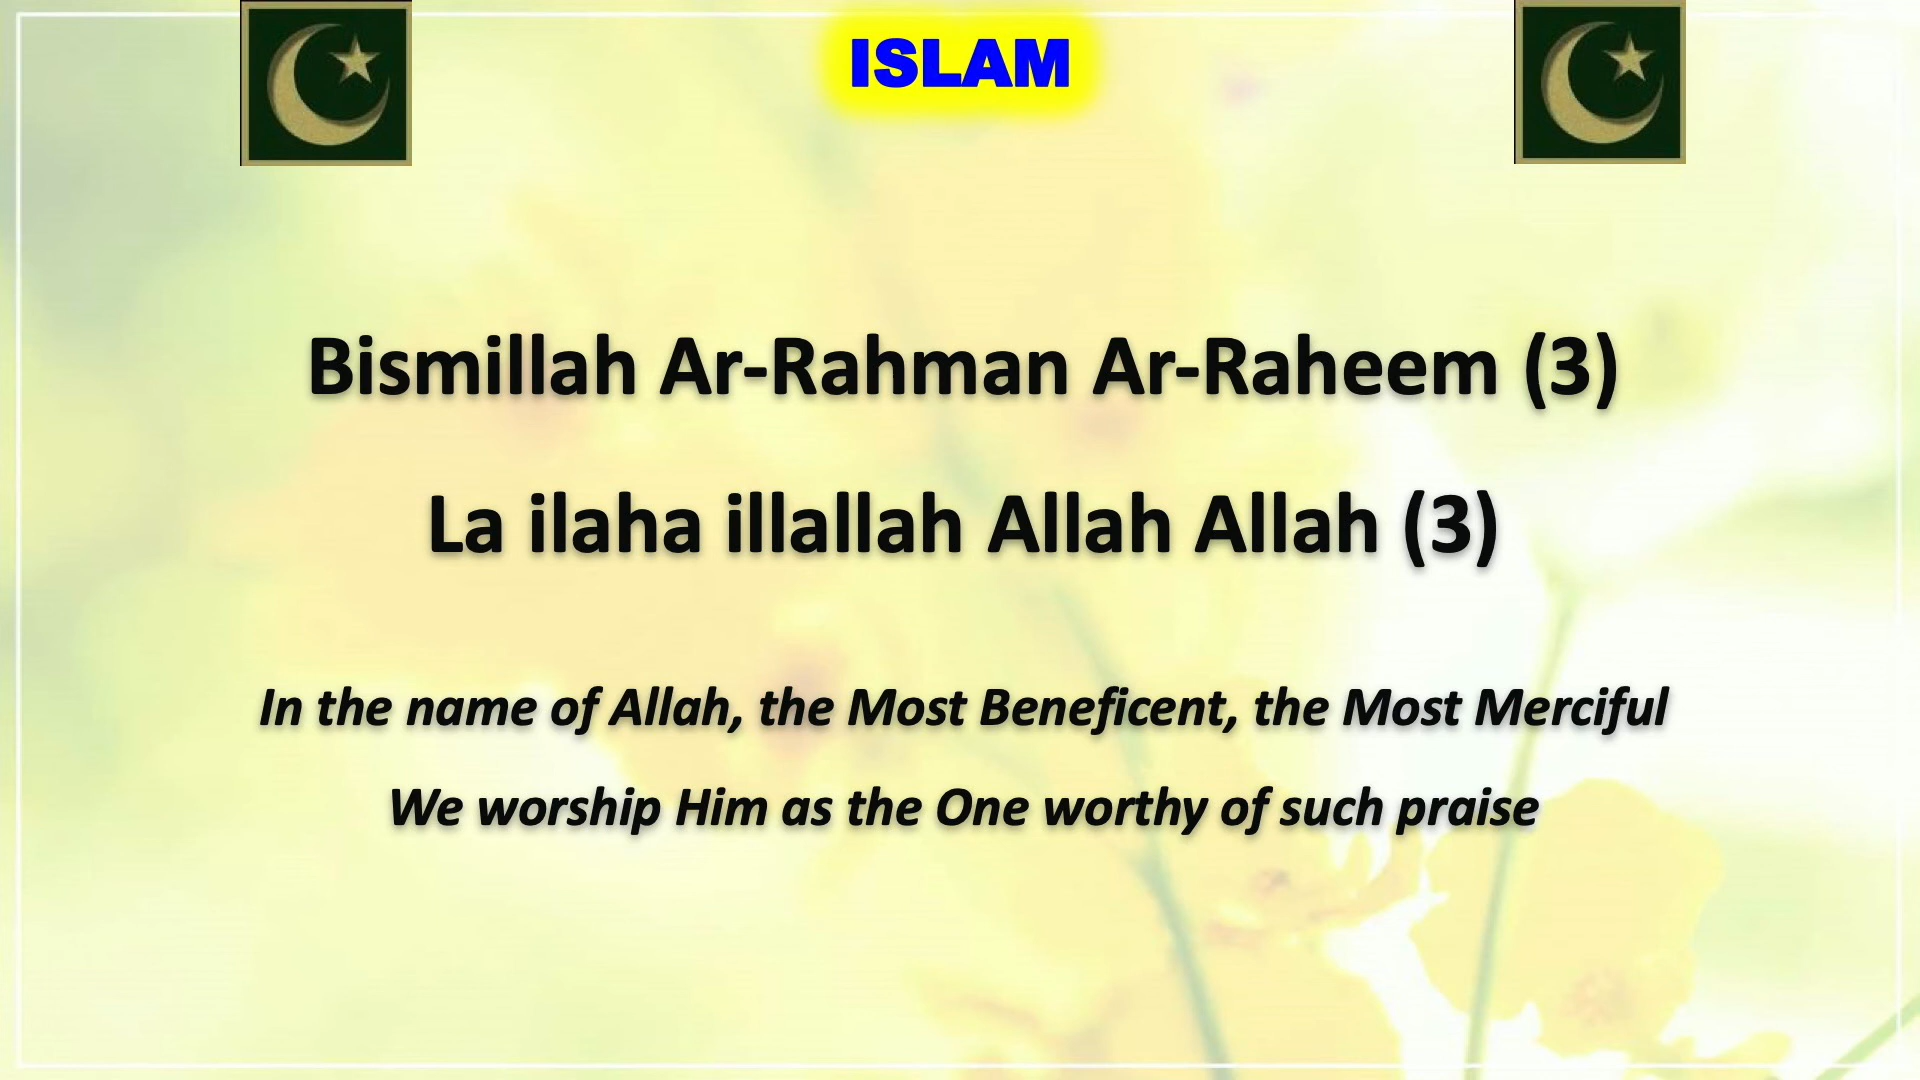 ISLAM
Bismillah Ar-Rahman Ar-Raheem (3)
La ilaha illallah Allah Allah (3)
In the name of Allah, the Most Beneficent, the Most Merciful
We worship Him as the One worthy of such praise